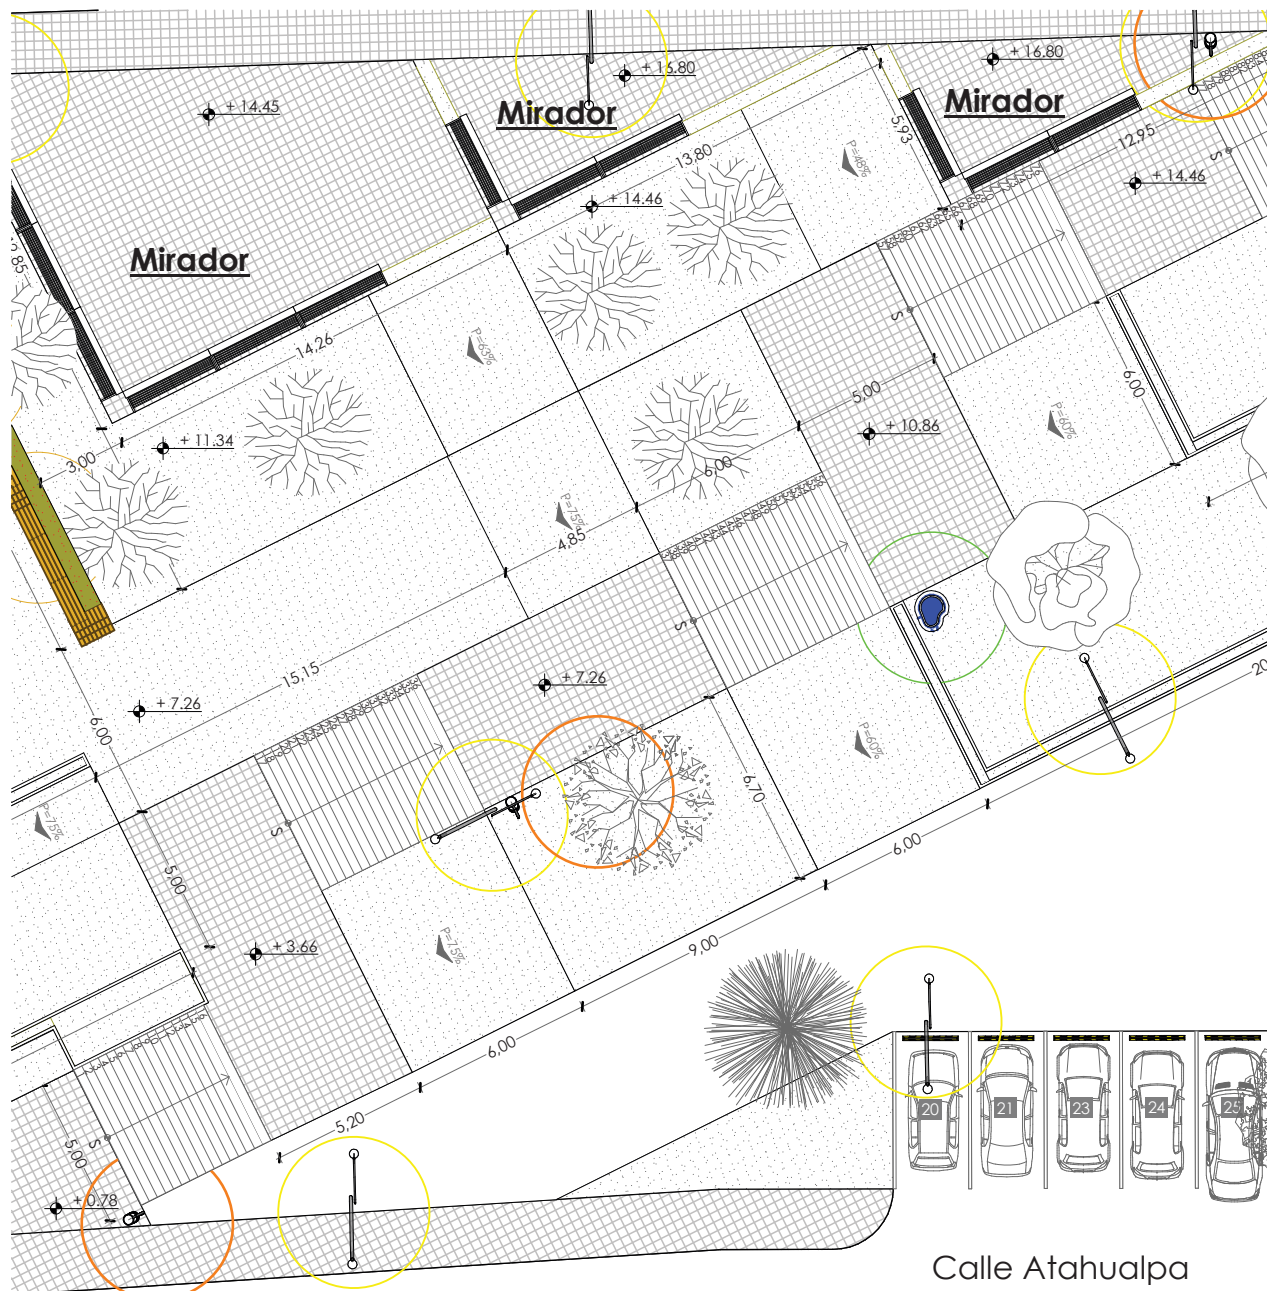 + 16.80
+ 16.80
+ 14.45
Mirador
Mirador
5,93
12,95
13,80
P=48%
S
+ 14.46
+ 14.46
Mirador
14,26
P=63%
S
6,00
5,00
P=60%
+ 10.86
+ 11.34
3,00
6,00
P=75%
4,85
S
15,15
+ 7.26
+ 7.26
20
6,00
P=60%
6,70
P=75%
S
6,00
5,00
9,00
P=75%
+ 3.66
6,00
5,20
20
21
23
24
25
S
5,00
+ 0.78
Calle Atahualpa